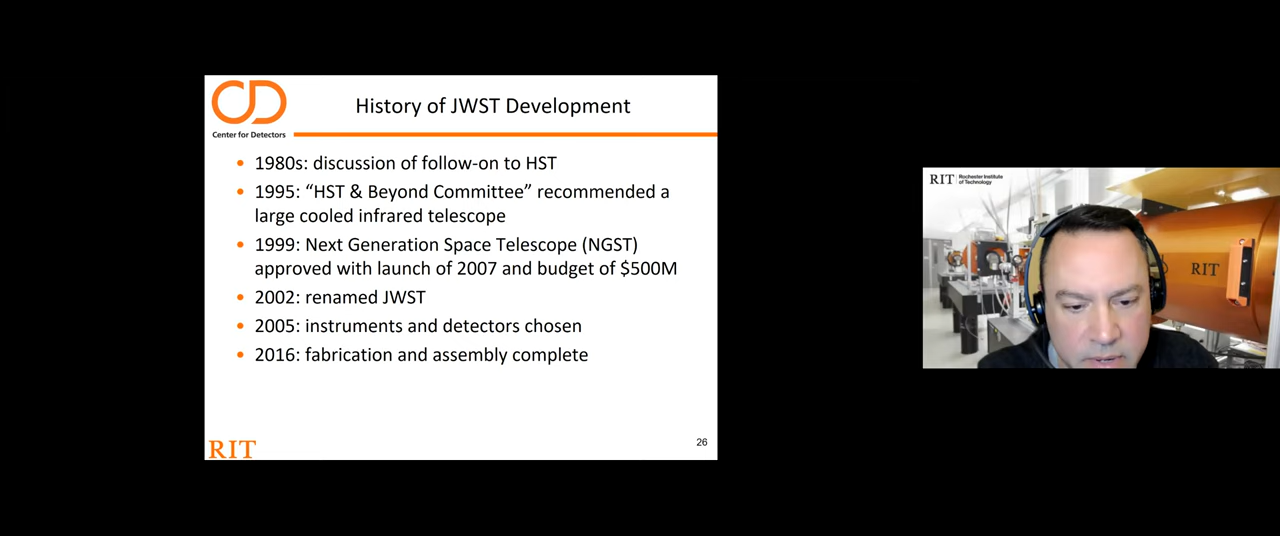 Center for Detectors
History of JWST Development
• 1980s: discussion of follow-on to HST
• 1995: “HST & Beyond Committee” recommended a
large cooled infrared telescope
• 1999: Next Generation Space Telescope (NGST)
approved with launch of 2007 and budget of $500M
• 2002: renamed JWST
• 2005: instruments and detectors chosen
• 2016: fabrication and assembly complete
RIT
26
RIT | Rochester Institute
of Technology
RIT